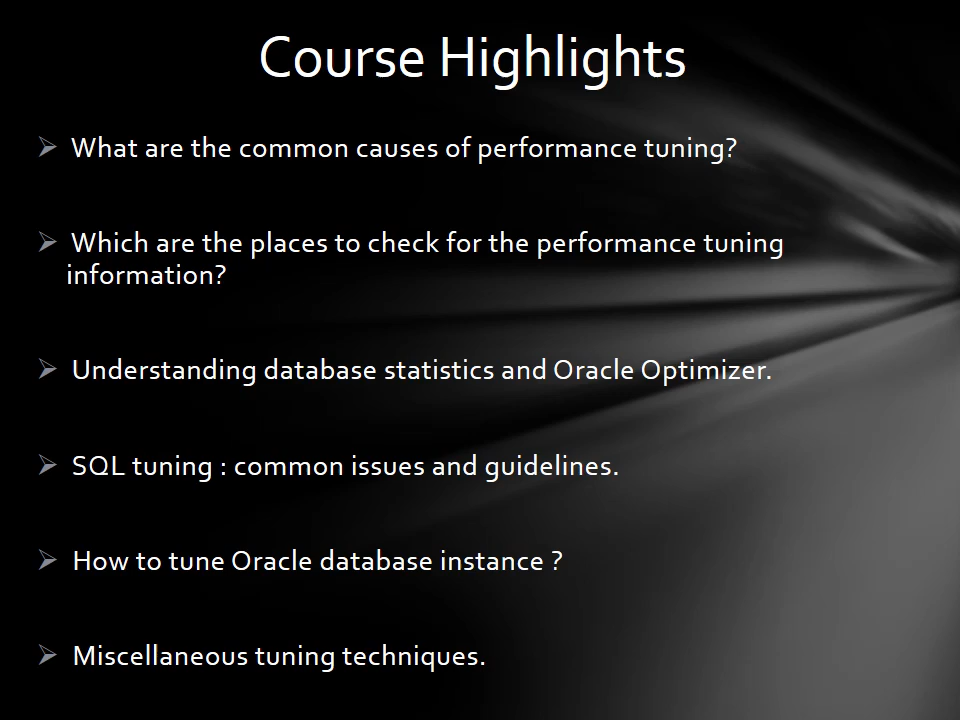 Course Highlights
➢ What are the common causes of performance tuning?
➢ Which are the places to check for the performance tuning
information?
➢ Understanding database statistics and Oracle Optimizer.
➢ SQL tuning : common issues and guidelines.
➢ How to tune Oracle database instance ?
➢ Miscellaneous tuning techniques.